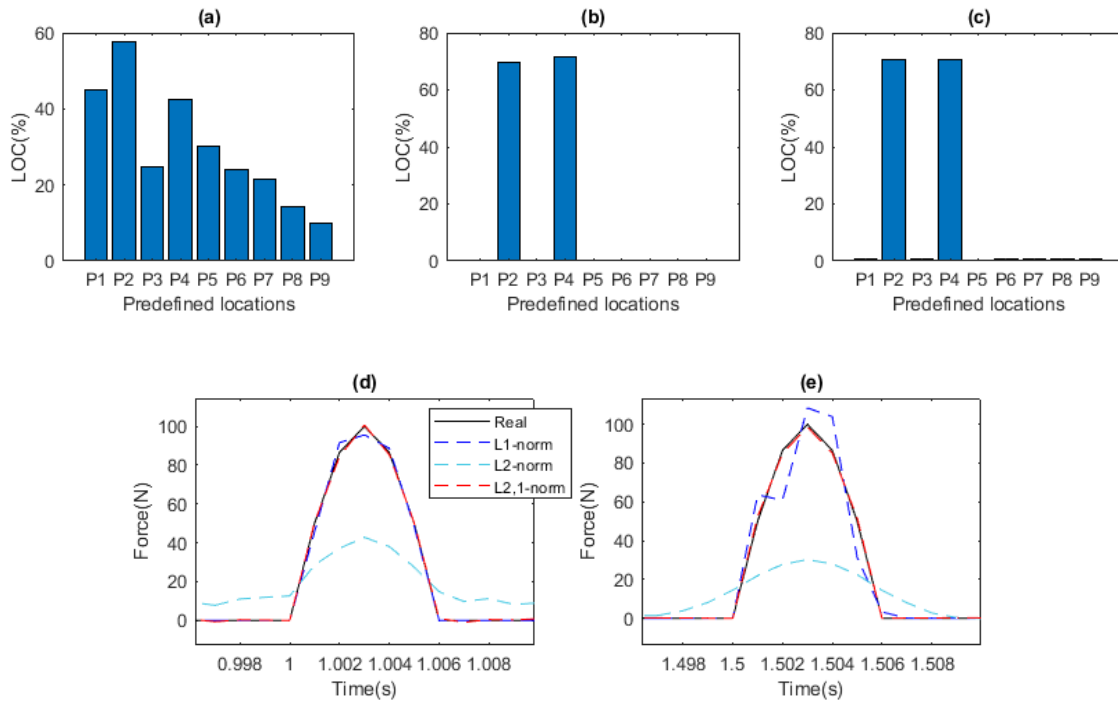 (a)
60
40
20
0
LOC(%)
P1 P2 P3 P4 P5 P6 P7 P8 P9
Predefined locations
(b)
80
60
40
20
0
LOC(%)
P1 P2 P3 P4 P5 P6 P7 P8 P9
Predefined locations
(c)
80
60
40
20
0
LOC(%)
P1 P2 P3 P4 P5 P6 P7 P8 P9
Predefined locations
(d)
100
80
60
40
20
0
Force(N)
0.998 1 1.002 1.004 1.006 1.008
Time(s)
Real
L1-norm
L2-norm
L2,1-norm
(e)
100
80
60
40
20
0
Force(N)
1.498 1.5 1.502 1.504 1.506 1.508
Time(s)